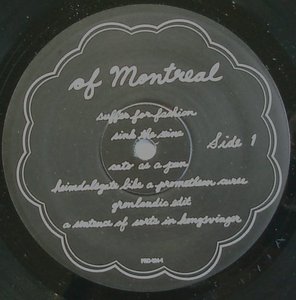 of Montreal
suffer for fashion
sink the seine
Side 1
cato as a pun
heimdalsgate like a promethean curse
gronlandic edit
a sentence of sorts in kongsvinger